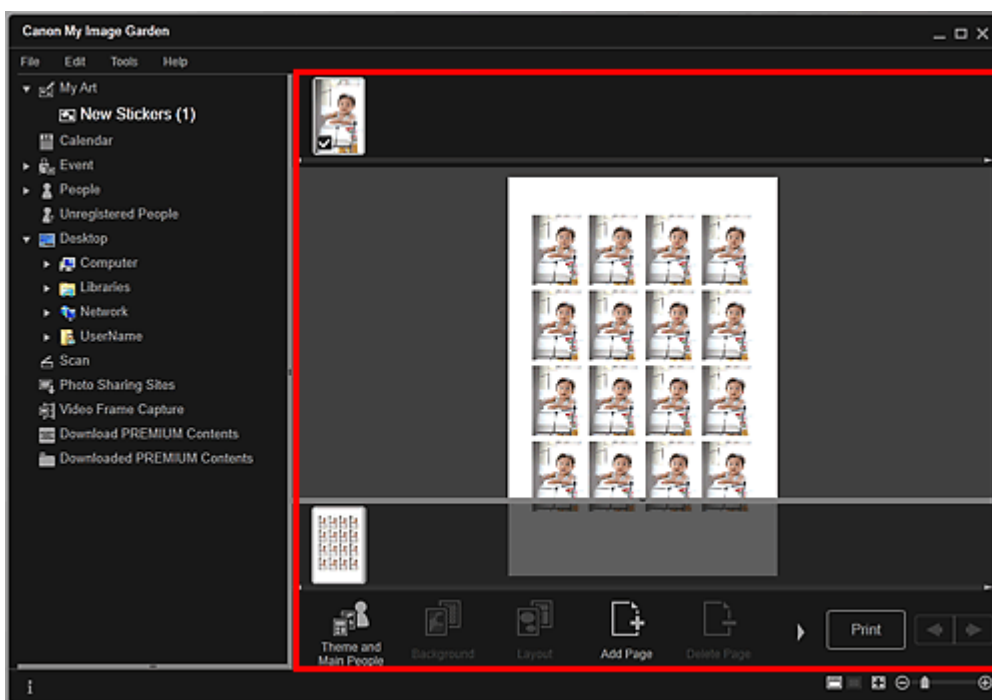 Canon My Image Garden
File Edit Tools Help
My Art
New Stickers (1)
Calendar
Event
People
Unregistered People
Desktop
Computer
Libraries
Network
UserName
Scan
Photo Sharing Sites
Video Frame Capture
Download PREMIUM Contents
Downloaded PREMIUM Contents
Theme and
Main People
Background
Layout
Add Page
Delete Page
Print